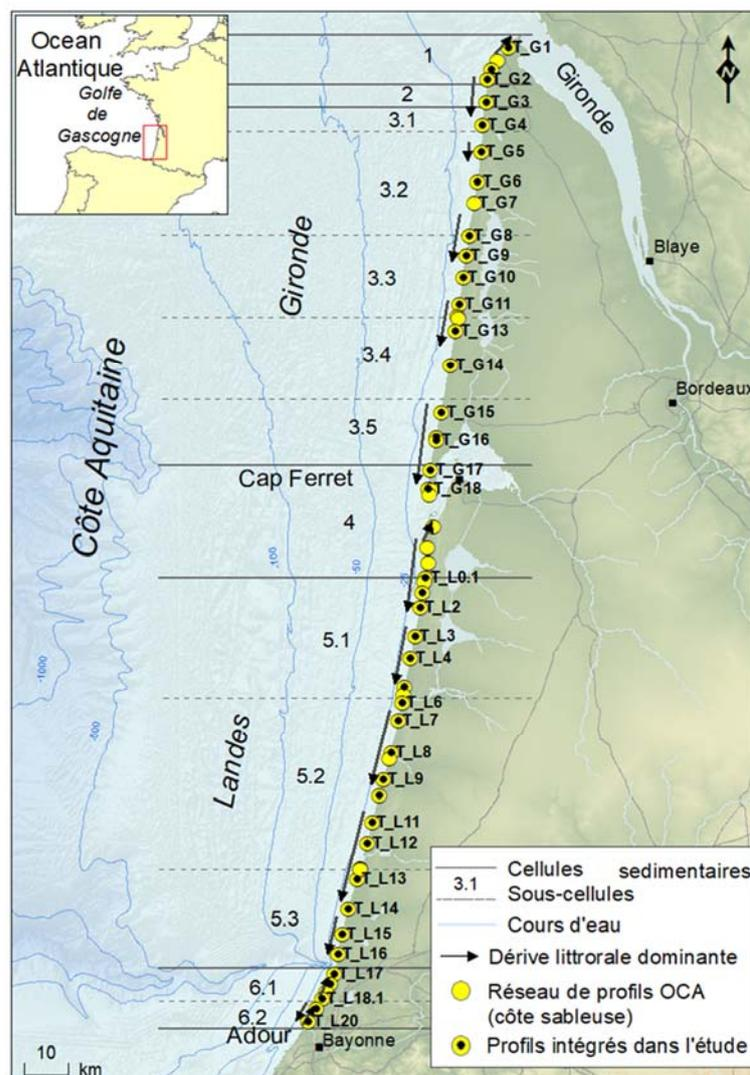 Ocean
Atlantique
Golfe
de
Gascogne
N
Gironde
Blaye
Bordeaux
Côte Aquitaine
Gironde
Landes
Cap Ferret
Adour
Bayonne
1
2
3.1
3.2
3.3
3.4
3.5
4
5.1
5.2
5.3
6.1
6.2
-100
-50
-25
-1000
-500
T_G1
T_G2
T_G3
T_G4
T_G5
T_G6
T_G7
T_G8
T_G9
T_G10
T_G11
T_G13
T_G14
T_G15
T_G16
T_G17
T_G18
T_L0.1
T_L2
T_L3
T_L4
T_L6
T_L7
T_L8
T_L9
T_L11
T_L12
T_L13
T_L14
T_L15
T_L16
T_L17
T_L18.1
T_L20
10 km
Cellules sedimentaires
3.1 Sous-cellules
Cours d'eau
Dérive littorale dominante
Réseau de profils OCA
(côte sableuse)
Profils intégrés dans l'étude